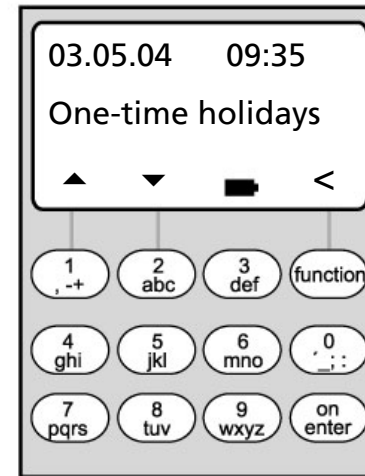 03.05.04 09:35
One-time holidays
<
1 2 3 function
, -+ abc def
4 5 6 0
ghi jkl mno ´_;:
7 8 9 on
pqrs tuv wxyz enter